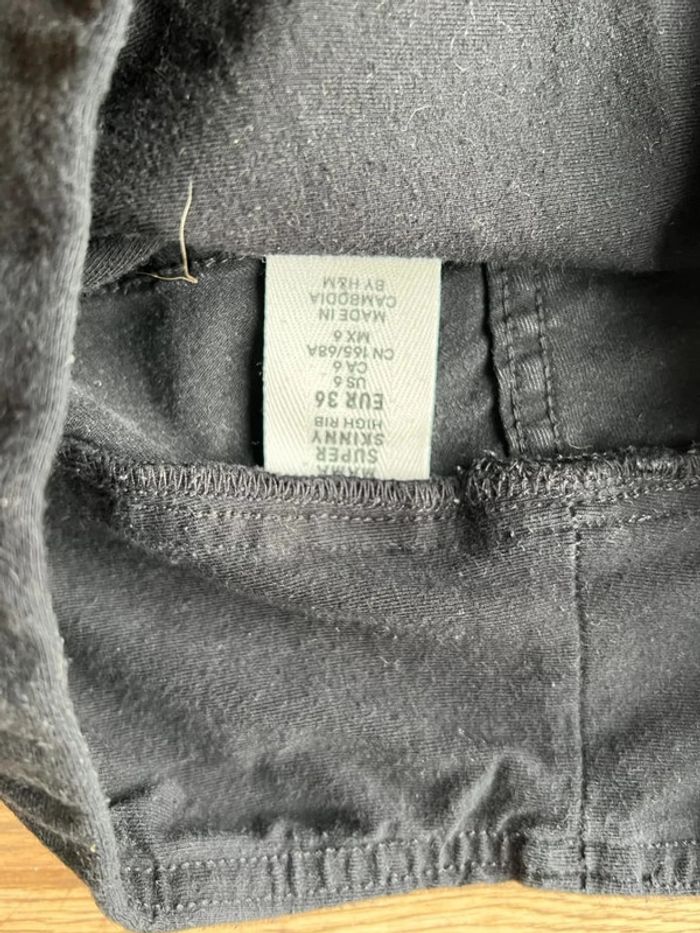 MAMA
SUPER
SKINNY
HIGH RIB
EUR 36
US 6
CA 6
CN 165/68A
MX 6
MADE IN
CAMBODIA
BY H&M